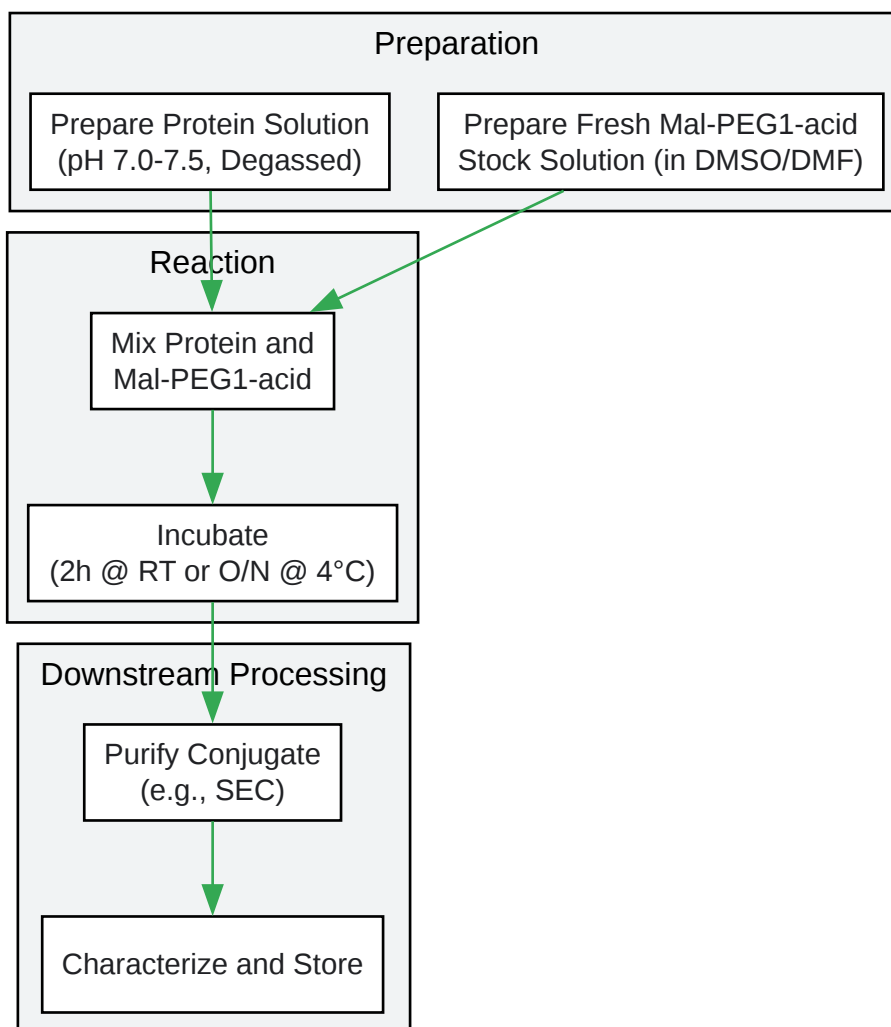 Preparation
Prepare Protein Solution
(pH 7.0-7.5, Degassed)
Prepare Fresh Mal-PEG1-acid
Stock Solution (in DMSO/DMF)
Reaction
Mix Protein and
Mal-PEG1-acid
Incubate
(2h @ RT or O/N @ 4°C)
Downstream Processing
Purify Conjugate
(e.g., SEC)
Characterize and Store